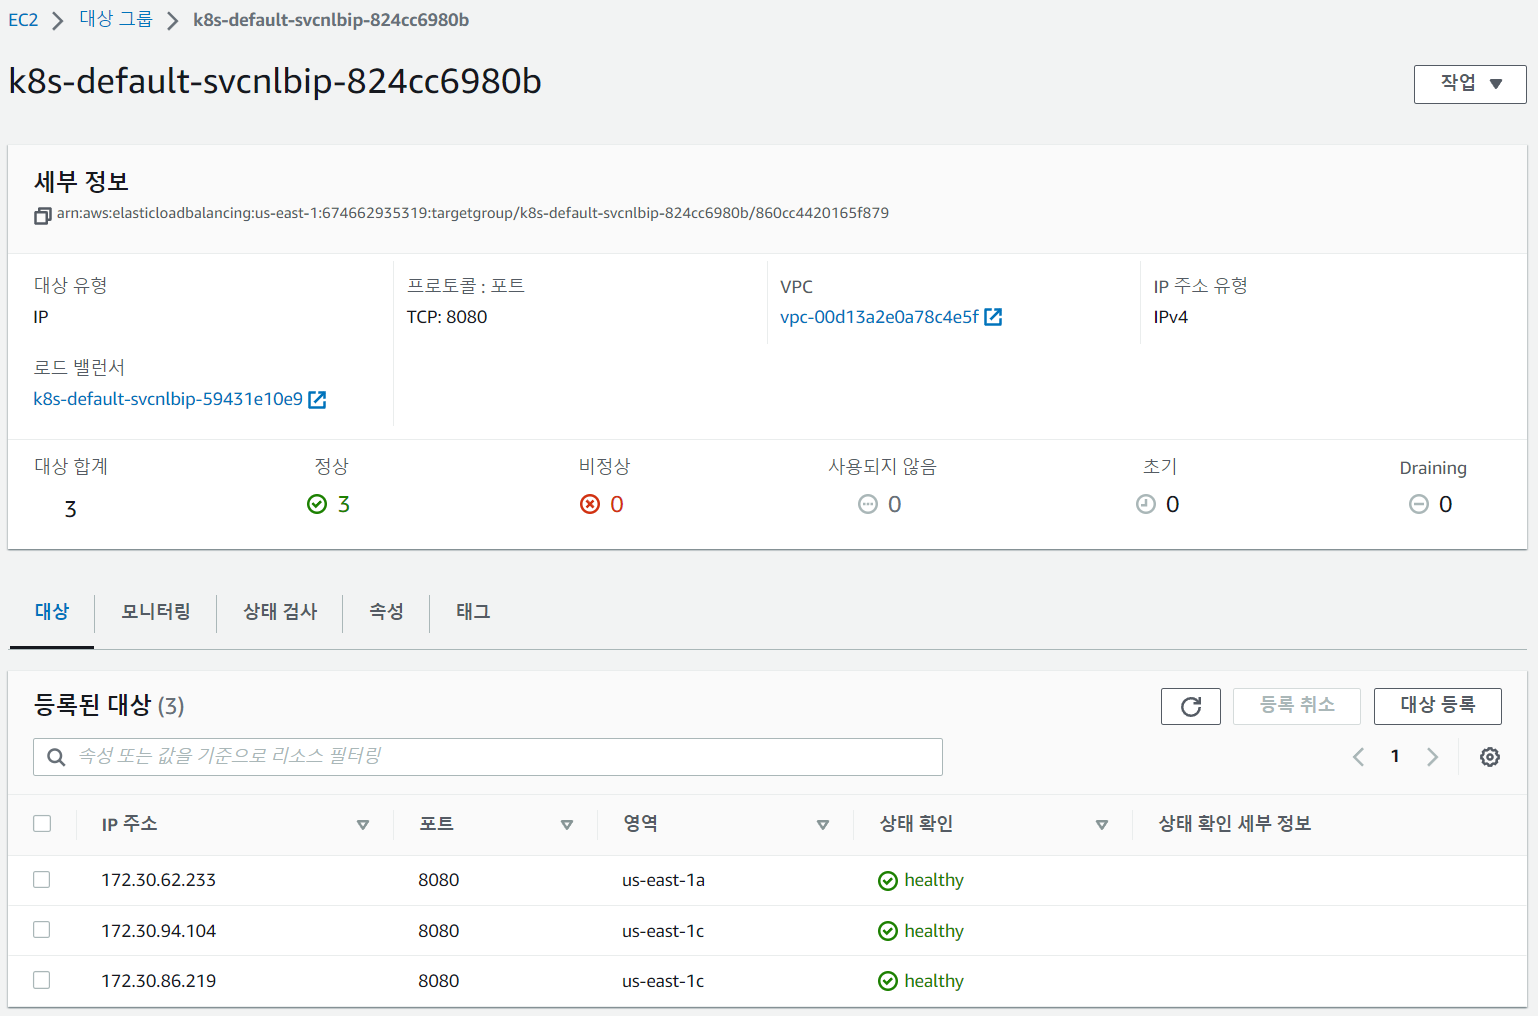 EC2 > 대상 그룹 > k8s-default-svcnlbip-824cc6980b
k8s-default-svcnlbip-824cc6980b
작업
세부 정보
arn:aws:elasticloadbalancing:us-east-1:674662935319:targetgroup/k8s-default-svcnlbip-824cc6980b/860cc4420165f879
대상 유형 프로토콜 : 포트 VPC IP 주소 유형
IP TCP: 8080 vpc-00d13a2e0a78c4e5f IPv4
로드 밸런서
k8s-default-svcnlbip-59431e10e9
대상 합계 정상 비정상 사용되지 않음 초기 Draining
3 3 0 0 0 0
대상 모니터링 상태 검사 속성 태그
등록된 대상 (3) 등록 취소 대상 등록
속성 또는 값을 기준으로 리소스 필터링 1
IP 주소 포트 영역 상태 확인 상태 확인 세부 정보
172.30.62.233 8080 us-east-1a healthy
172.30.94.104 8080 us-east-1c healthy
172.30.86.219 8080 us-east-1c healthy